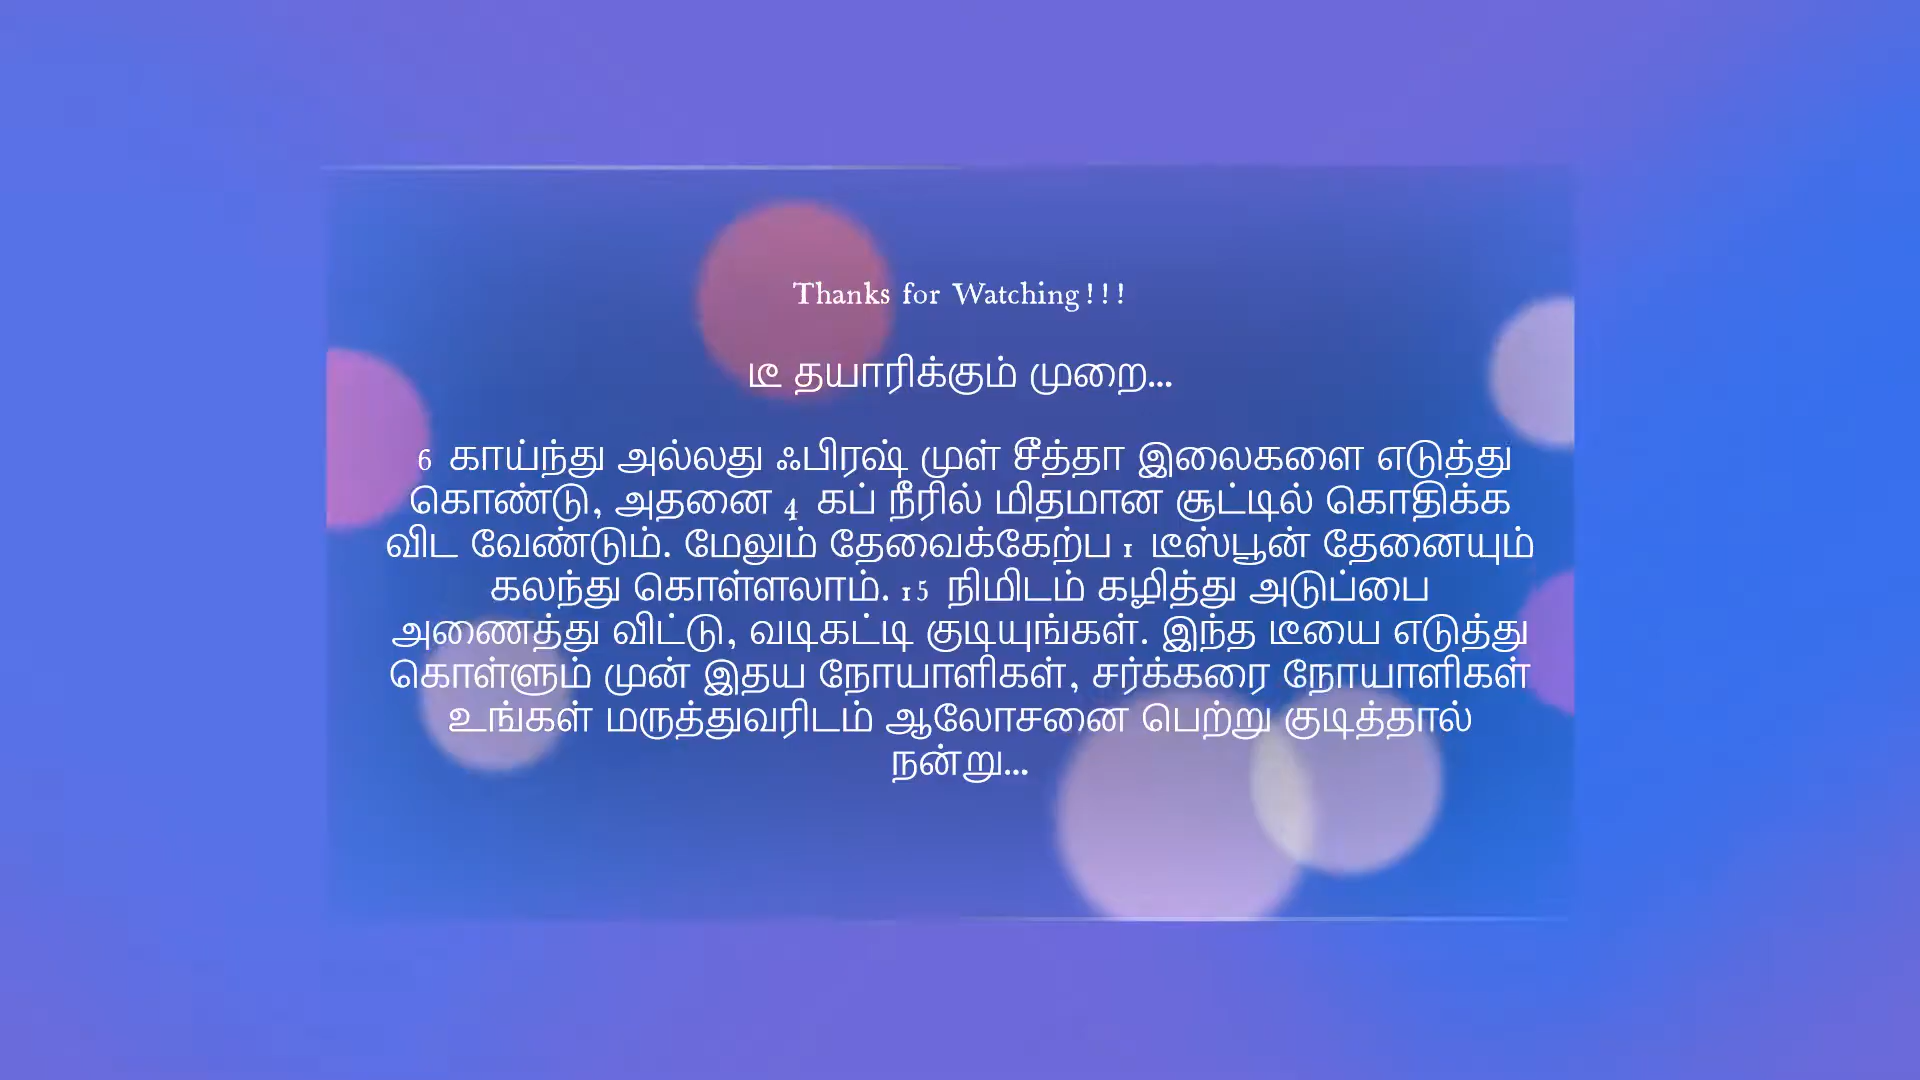 Thanks for Watching!!!
டீ தயாரிக்கும் முறை...
6 காய்ந்து அல்லது ஃபிரஷ் முள் சீத்தா இலைகளை எடுத்து
கொண்டு, அதனை 4 கப் நீரில் மிதமான சூட்டில் கொதிக்க
விட வேண்டும். மேலும் தேவைக்கேற்ப 1 டீஸ்பூன் தேனையும்
கலந்து கொள்ளலாம். 15 நிமிடம் கழித்து அடுப்பை
அணைத்து விட்டு, வடிகட்டி குடியுங்கள். இந்த டீயை எடுத்து
கொள்ளும் முன் இதய நோயாளிகள், சர்க்கரை நோயாளிகள்
உங்கள் மருத்துவரிடம் ஆலோசனை பெற்று குடித்தால்
நன்று...